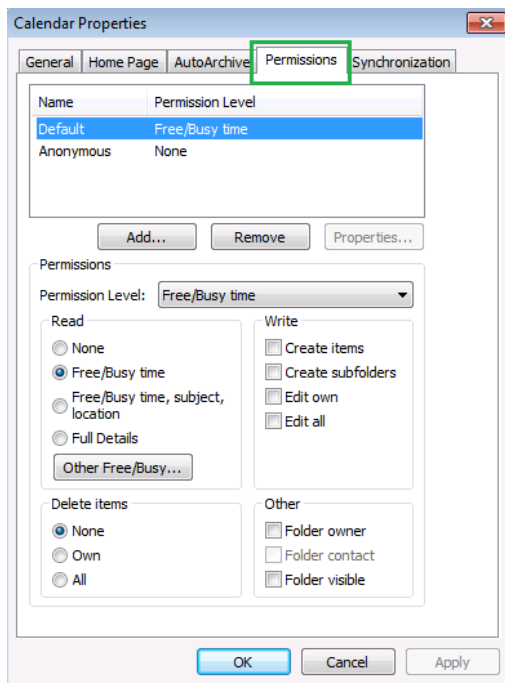 Calendar Properties
General Home Page AutoArchive Permissions Synchronization
Name Permission Level
Default Free/Busy time
Anonymous None
Add... Remove Properties...
Permissions
Permission Level: Free/Busy time
Read
None
Free/Busy time
Free/Busy time, subject,
location
Full Details
Other Free/Busy...
Write
Create items
Create subfolders
Edit own
Edit all
Delete items
None
Own
All
Other
Folder owner
Folder contact
Folder visible
OK Cancel Apply